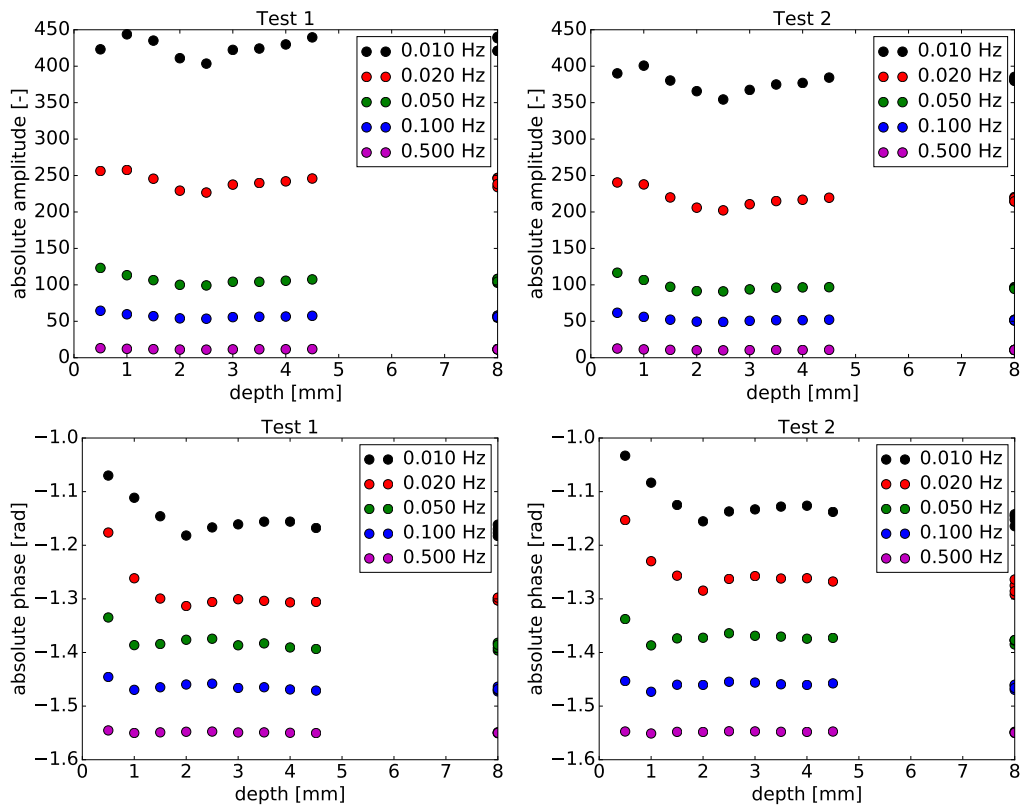 Test 1
absolute amplitude [-]
450
400
350
300
250
200
150
100
50
0
0 1 2 3 4 5 6 7 8
depth [mm]
0.010 Hz
0.020 Hz
0.050 Hz
0.100 Hz
0.500 Hz
Test 2
absolute amplitude [-]
450
400
350
300
250
200
150
100
50
0
0 1 2 3 4 5 6 7 8
depth [mm]
0.010 Hz
0.020 Hz
0.050 Hz
0.100 Hz
0.500 Hz
Test 1
absolute phase [rad]
−1.0
−1.1
−1.2
−1.3
−1.4
−1.5
−1.6
0 1 2 3 4 5 6 7 8
depth [mm]
0.010 Hz
0.020 Hz
0.050 Hz
0.100 Hz
0.500 Hz
Test 2
absolute phase [rad]
−1.0
−1.1
−1.2
−1.3
−1.4
−1.5
−1.6
0 1 2 3 4 5 6 7 8
depth [mm]
0.010 Hz
0.020 Hz
0.050 Hz
0.100 Hz
0.500 Hz